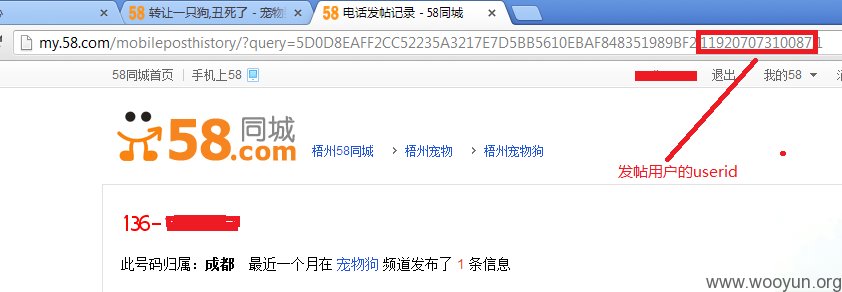 58 转让一只狗,丑死了 - 宠物
58 电话发帖记录 - 58同城
my.58.com/mobileposthistory/?query=5D0D8EAFF2CC52235A3217E7D5BB5610EBAF848351989BF2119207073100871
58同城首页 手机上58 退出 我的58
58同城 .com 梧州58同城 > 梧州宠物 > 梧州宠物狗
发帖用户的userid
136-
此号码归属：成都 最近一个月在 宠物狗 频道发布了 1 条信息
www.wooyun.org